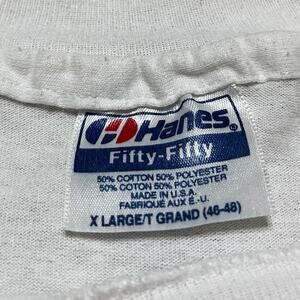 Hanes®
Fifty-Fifty
50% COTTON 50% POLYESTER
50% COTON 50% POLYESTER
MADE IN U.S.A.
FABRIQUÉ AUX É.-U.
X LARGE/T GRAND (46-48)